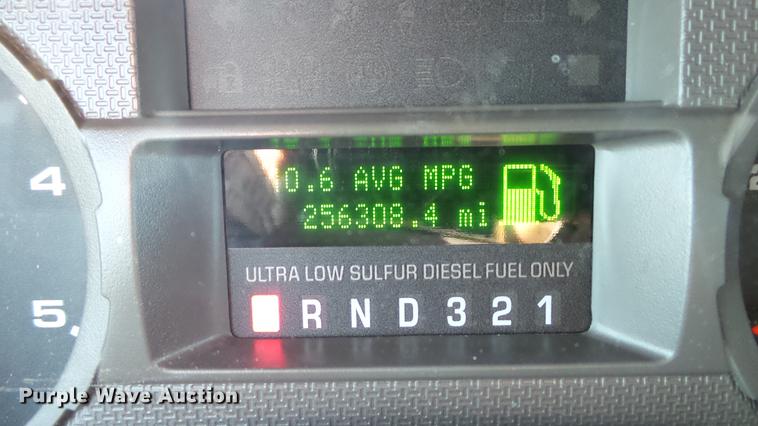 0.6 AVG MPG
256308.4 mi
ULTRA LOW SULFUR DIESEL FUEL ONLY
R N D 3 2 1
4
5
Purple Wave Auction